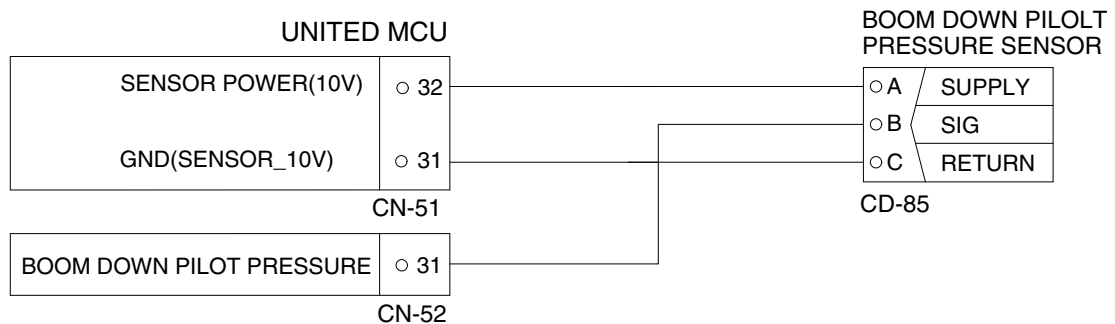 UNITED MCU
SENSOR POWER(10V) 32
GND(SENSOR_10V) 31
CN-51
BOOM DOWN PILOT PRESSURE 31
CN-52
BOOM DOWN PILOLT
PRESSURE SENSOR
A SUPPLY
B SIG
C RETURN
CD-85